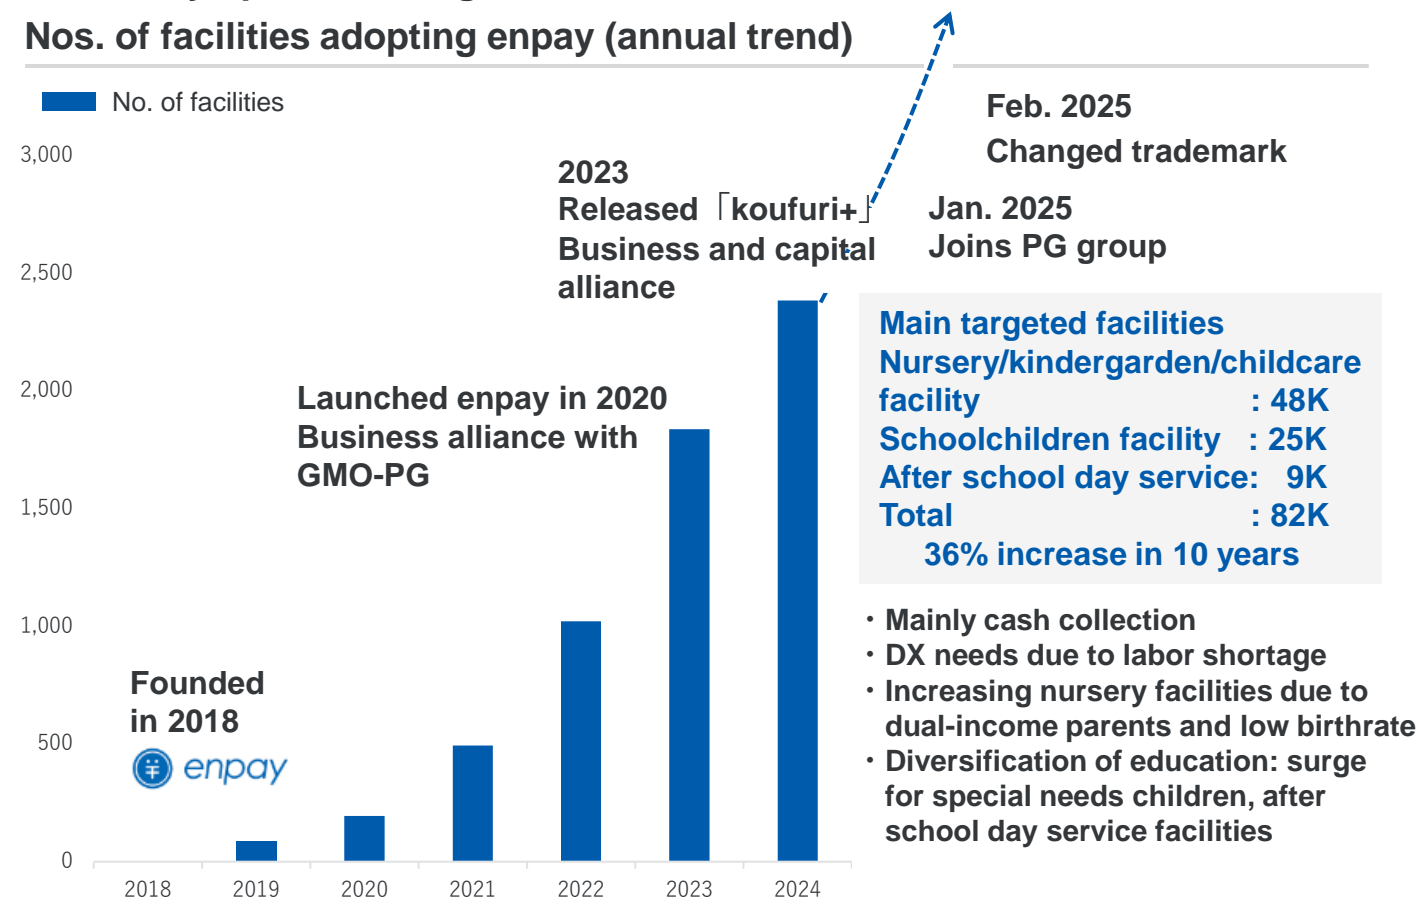 Nos. of facilities adopting enpay (annual trend)
No. of facilities
3,000
2,500
2,000
1,500
1,000
500
0
2018
2019
2020
2021
2022
2023
2024
Founded
in 2018
enpay
Launched enpay in 2020
Business alliance with
GMO-PG
2023
Released「koufuri+」
Business and capital
alliance
Feb. 2025
Changed trademark
Jan. 2025
Joins PG group
Main targeted facilities
Nursery/kindergarden/childcare
facility : 48K
Schoolchildren facility : 25K
After school day service: 9K
Total : 82K
36% increase in 10 years
・Mainly cash collection
・DX needs due to labor shortage
・Increasing nursery facilities due to
dual-income parents and low birthrate
・Diversification of education: surge
for special needs children, after
school day service facilities